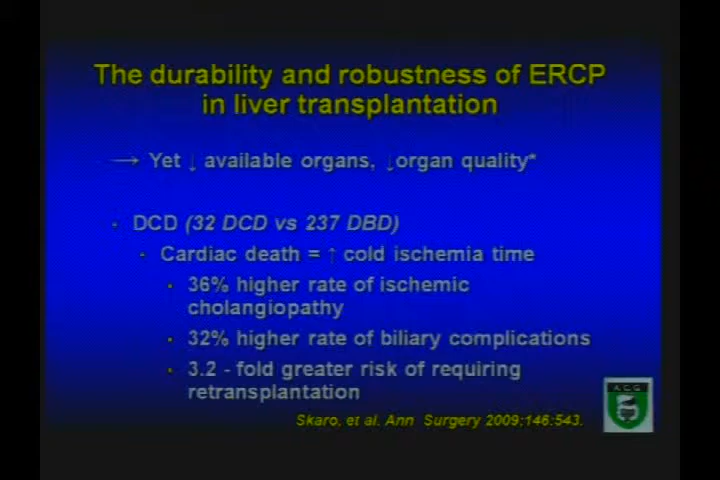 The durability and robustness of ERCP
in liver transplantation
→ Yet ↓ available organs, ↓organ quality*
· DCD (32 DCD vs 237 DBD)
· Cardiac death = ↑ cold ischemia time
· 36% higher rate of ischemic
cholangiopathy
· 32% higher rate of biliary complications
· 3.2 - fold greater risk of requiring
retransplantation
A.C.G
Skaro, et al. Ann Surgery 2009;146:543.